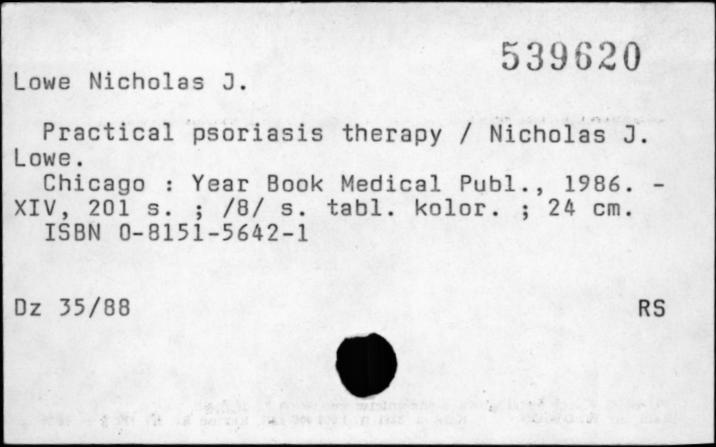 539620
Lowe Nicholas J.
Practical psoriasis therapy / Nicholas J.
Lowe.
Chicago : Year Book Medical Publ., 1986. -
XIV, 201 s. ; /8/ s. tabl. kolor. ; 24 cm.
ISBN 0-8151-5642-1
Dz 35/88 RS